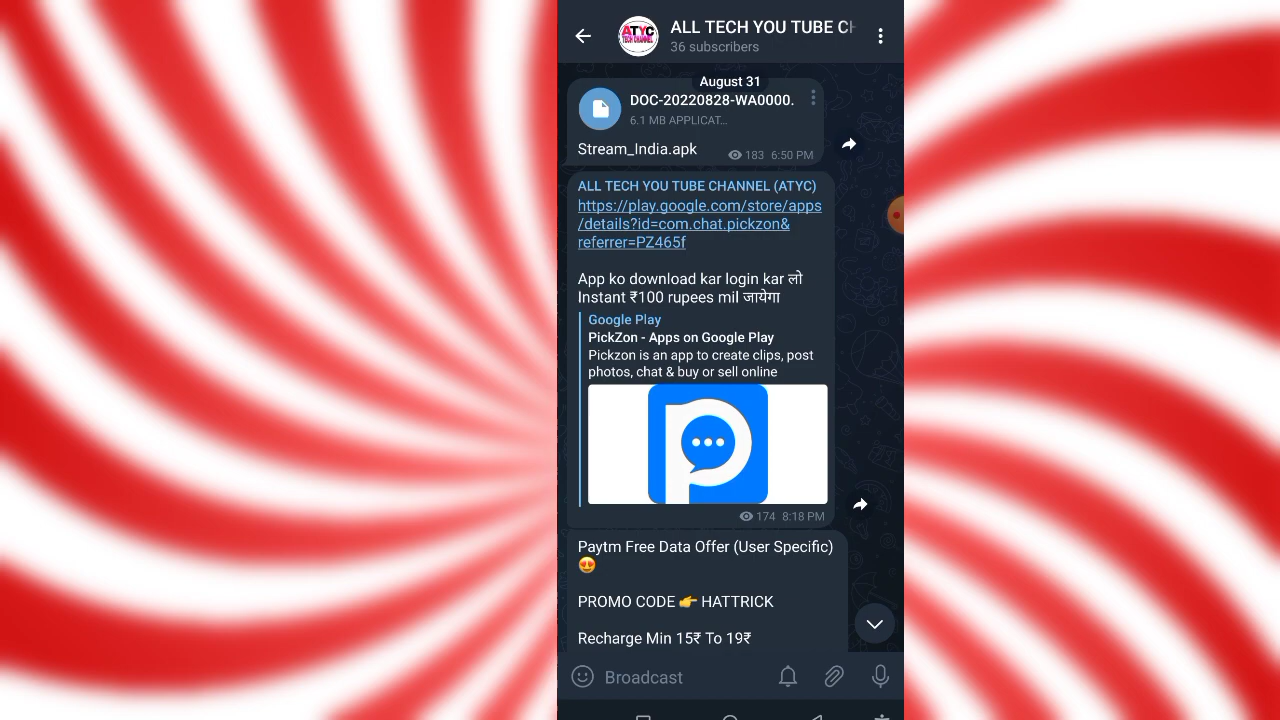 ATYC
TECH CHANNEL
ALL TECH YOU TUBE CH
36 subscribers
August 31
DOC-20220828-WA0000.
6.1 MB APPLICAT...
Stream_India.apk
183 6:50 PM
ALL TECH YOU TUBE CHANNEL (ATYC)
https://play.google.com/store/apps
/details?id=com.chat.pickzon&
referrer=PZ465f
App ko download kar login kar लो
Instant ₹100 rupees mil जायेगा
Google Play
PickZon - Apps on Google Play
Pickzon is an app to create clips, post
photos, chat & buy or sell online
174 8:18 PM
Paytm Free Data Offer (User Specific)
😍
PROMO CODE 👉 HATTRICK
Recharge Min 15₹ To 19₹
Broadcast